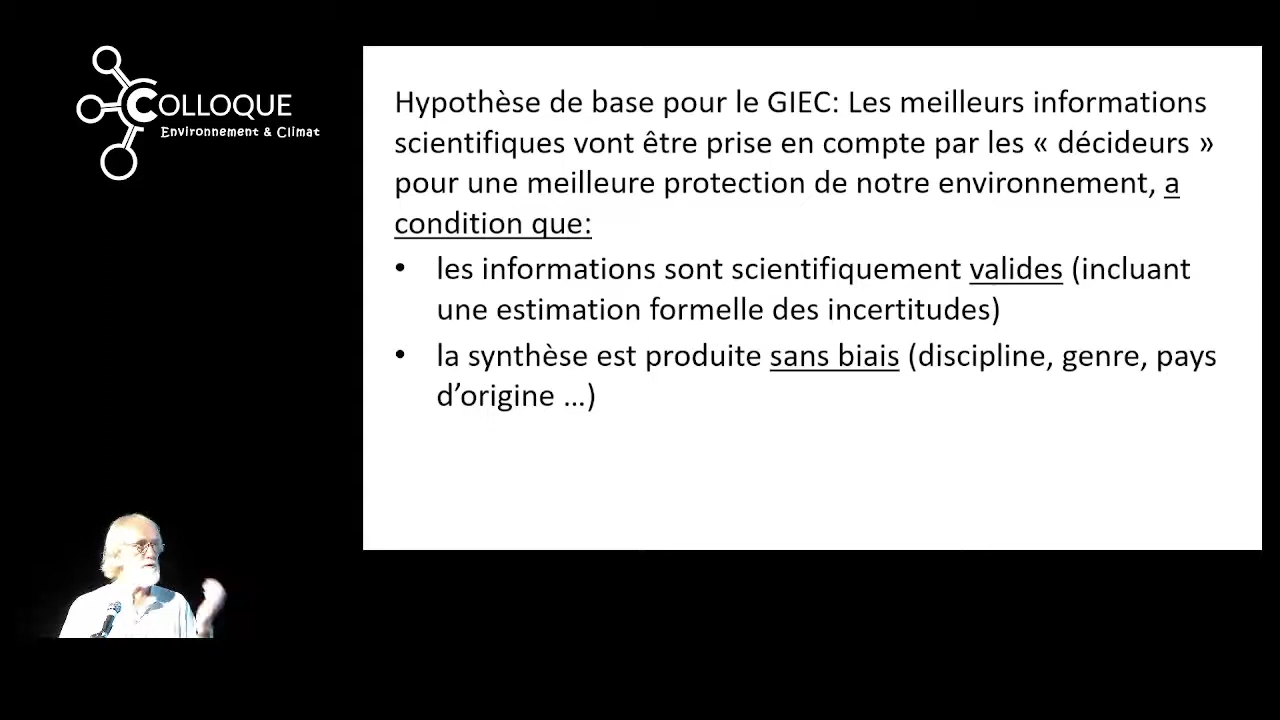 COLLOQUE
Environnement & Climat
Hypothèse de base pour le GIEC: Les meilleurs informations
scientifiques vont être prise en compte par les « décideurs »
pour une meilleure protection de notre environnement, a
condition que:
• les informations sont scientifiquement valides (incluant
une estimation formelle des incertitudes)
• la synthèse est produite sans biais (discipline, genre, pays
d’origine …)